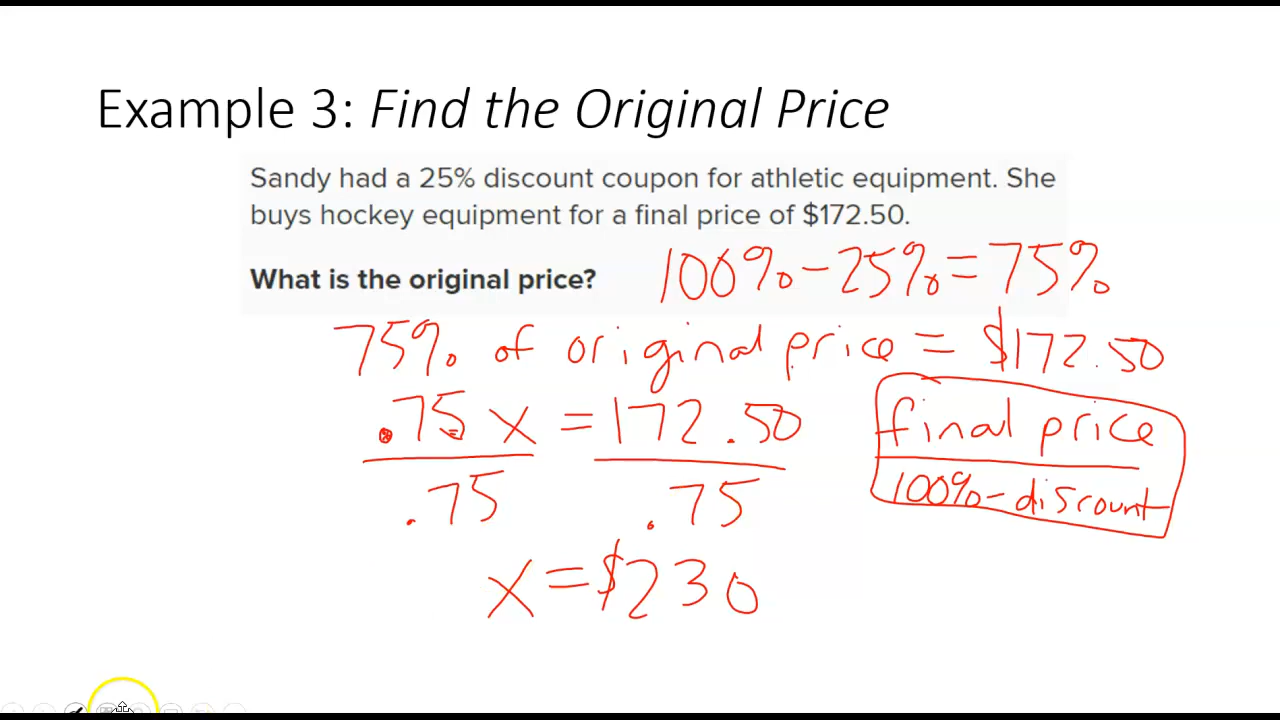 Example 3: Find the Original Price
Sandy had a 25% discount coupon for athletic equipment. She
buys hockey equipment for a final price of $172.50.
What is the original price?
100% - 25% = 75%
75% of original price = $172.50
.75 x = 172.50
.75 .75
x = $230
final price
100% - discount